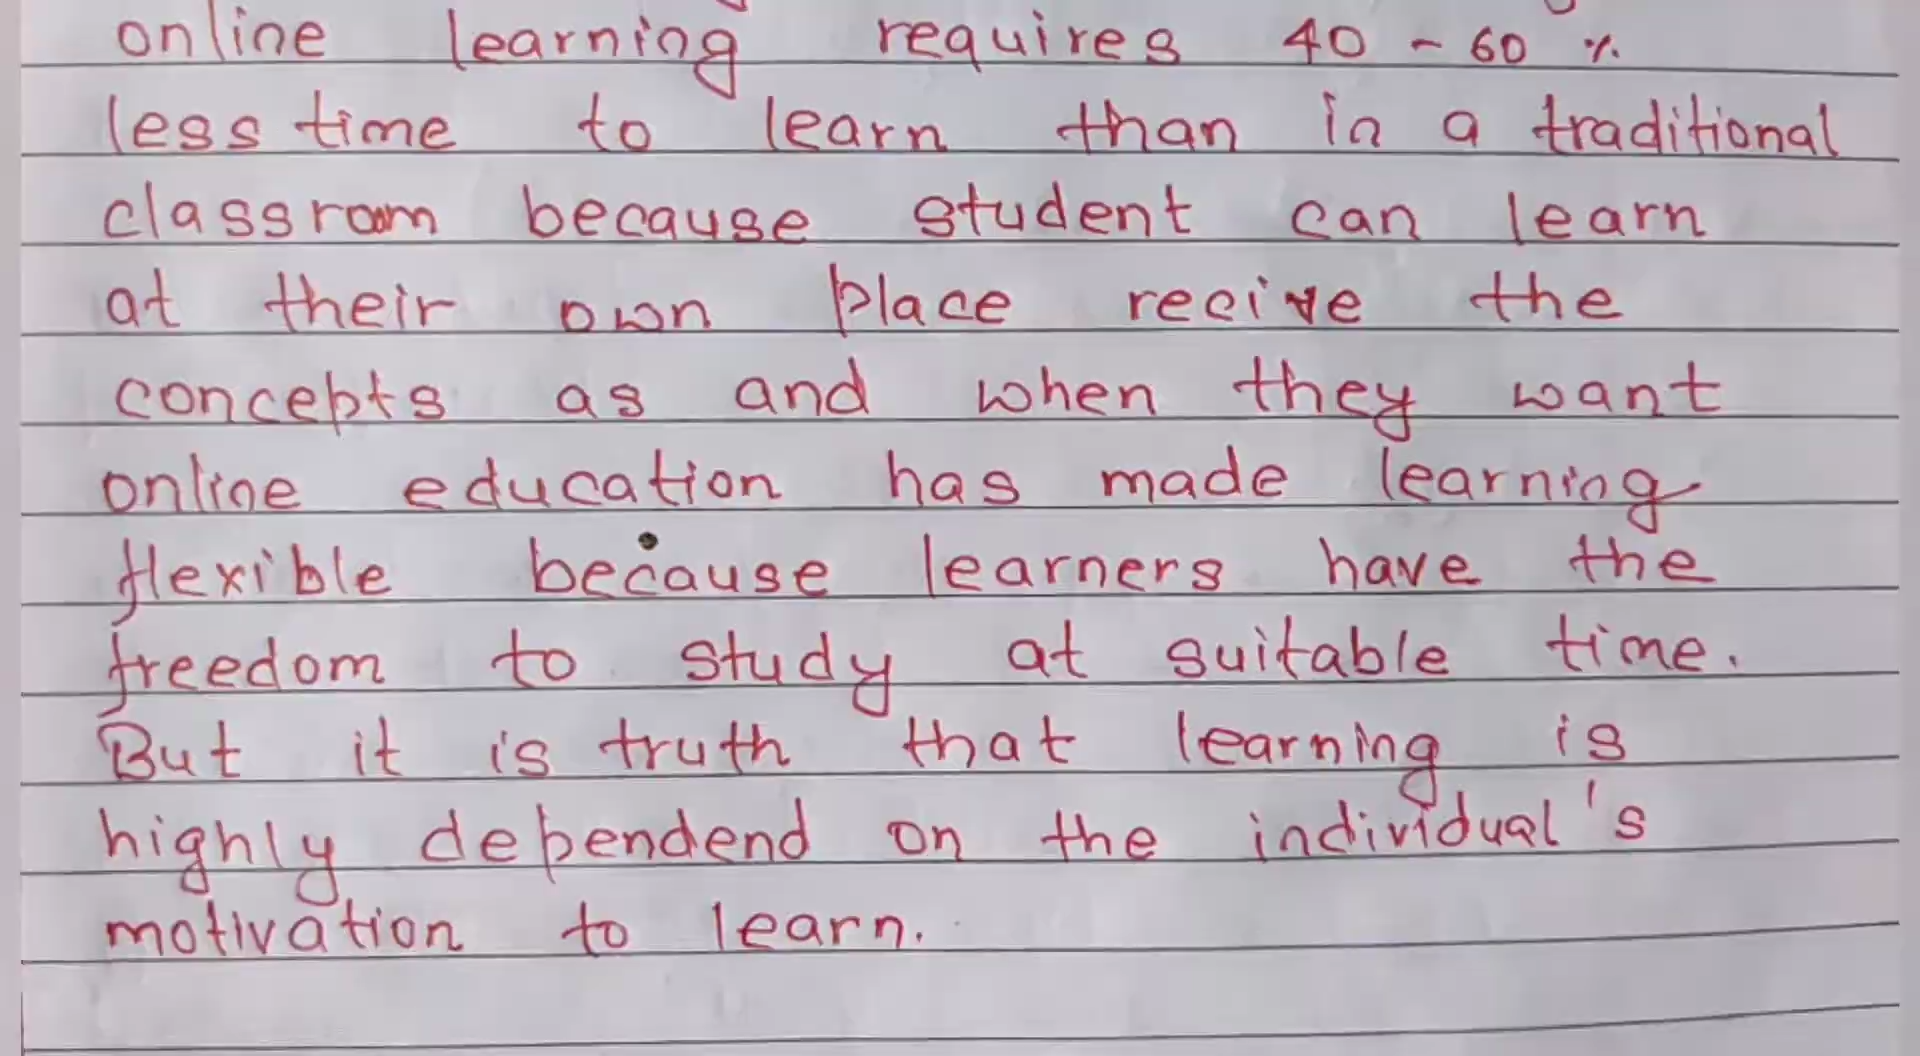 online learning requires 40 - 60 %
less time to learn than in a traditional
classroom because student can learn
at their own place recive the
concepts as and when they want
online education has made learning
flexible because learners have the
freedom to study at suitable time.
But it is truth that learning is
highly dependend on the individual's
motivation to learn.